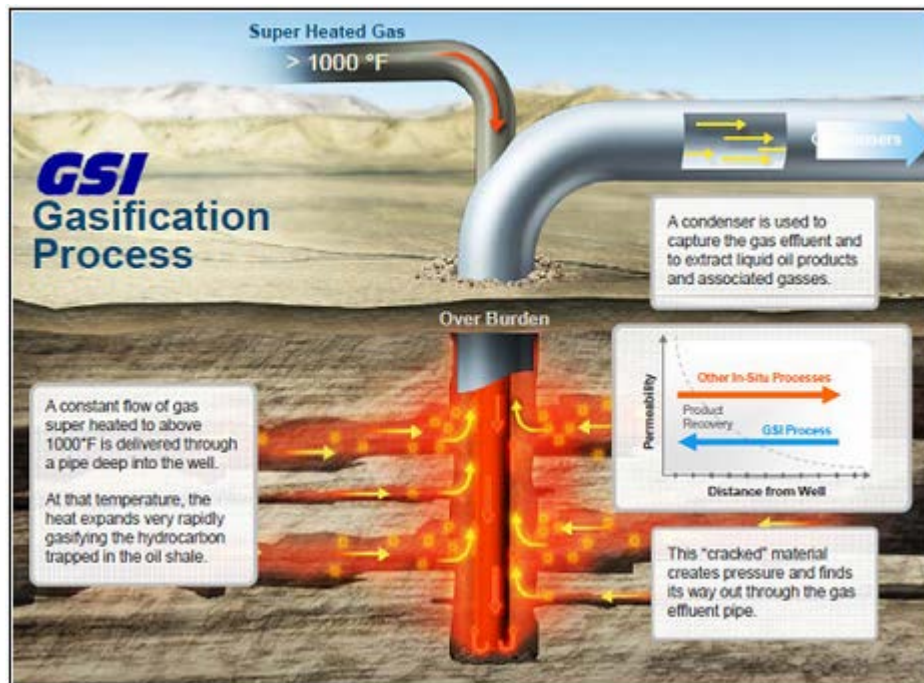 Super Heated Gas
> 1000 °F
GSI
Gasification
Process
A condenser is used to
capture the gas effluent and
to extract liquid oil products
and associated gasses.
Over Burden
Permeability
Other In-Situ Processes
Product
Recovery
GSI Process
Distance from Well
A constant flow of gas
super heated to above
1000°F is delivered through
a pipe deep into the well.
At that temperature, the
heat expands very rapidly
gasifying the hydrocarbon
trapped in the oil shale.
This "cracked" material
creates pressure and finds
its way out through the gas
effluent pipe.